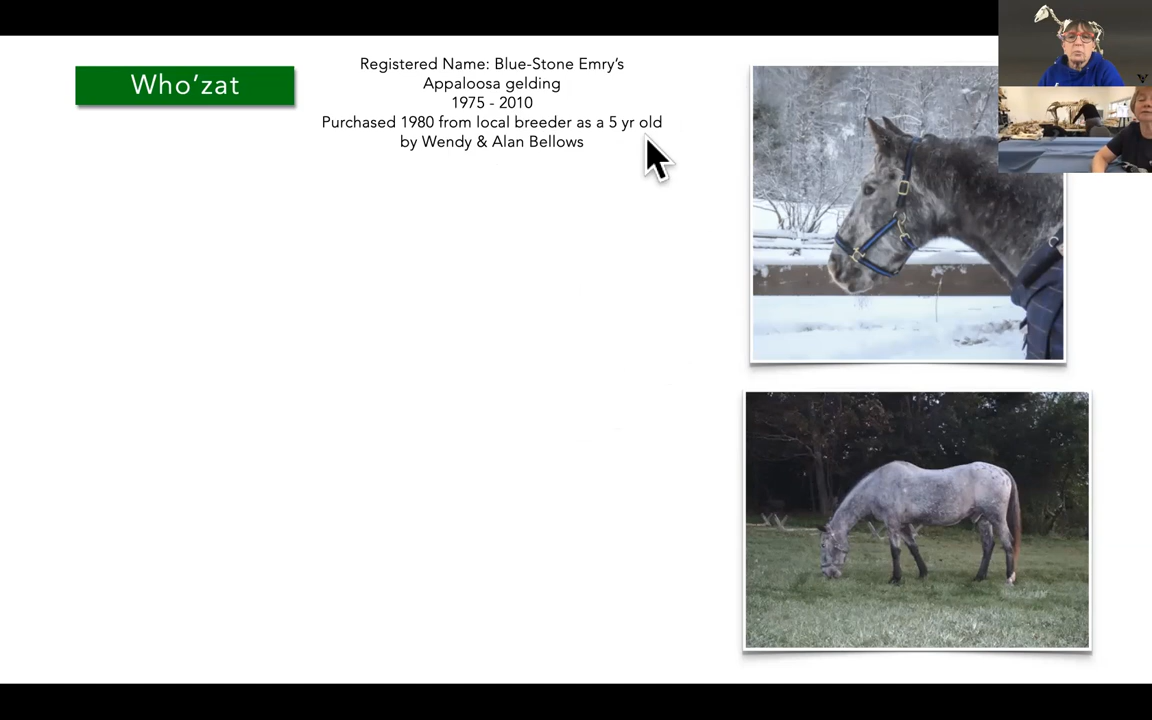 Who'zat
Registered Name: Blue-Stone Emry's
Appaloosa gelding
1975 - 2010
Purchased 1980 from local breeder as a 5 yr old
by Wendy & Alan Bellows